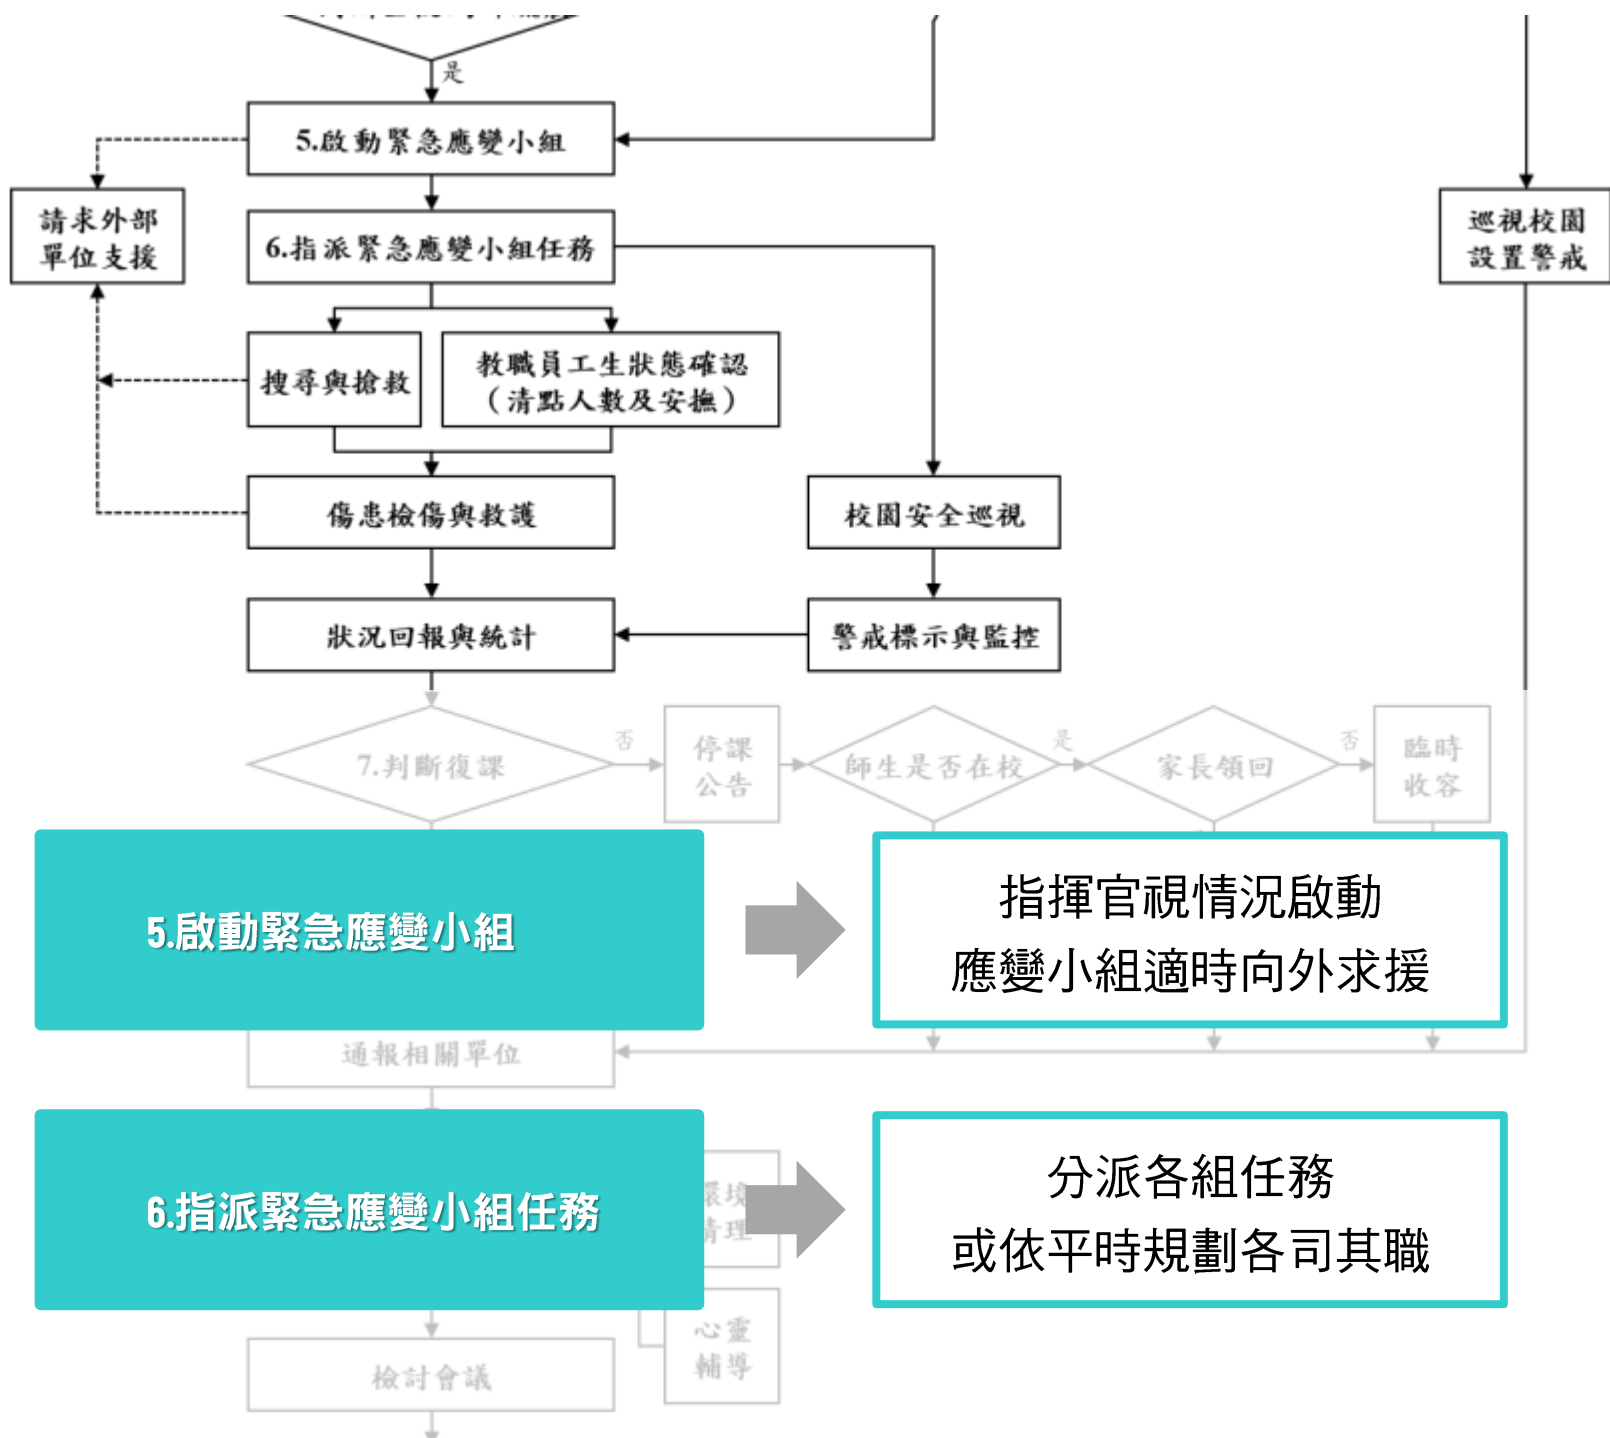 是
5.啟動緊急應變小組
請求外部
單位支援
6.指派緊急應變小組任務
巡視校園
設置警戒
搜尋與搶救
教職員工生狀態確認
(清點人數及安撫)
傷患檢傷與救護
校園安全巡視
狀況回報與統計
警戒標示與監控
7.判斷復課
否
停課
公告
師生是否在校
是
家長領回
否
臨時
收容
5.啟動緊急應變小組
指揮官視情況啟動
應變小組適時向外求援
通報相關單位
6.指派緊急應變小組任務
環境
清理
分派各組任務
或依平時規劃各司其職
心靈
輔導
檢討會議